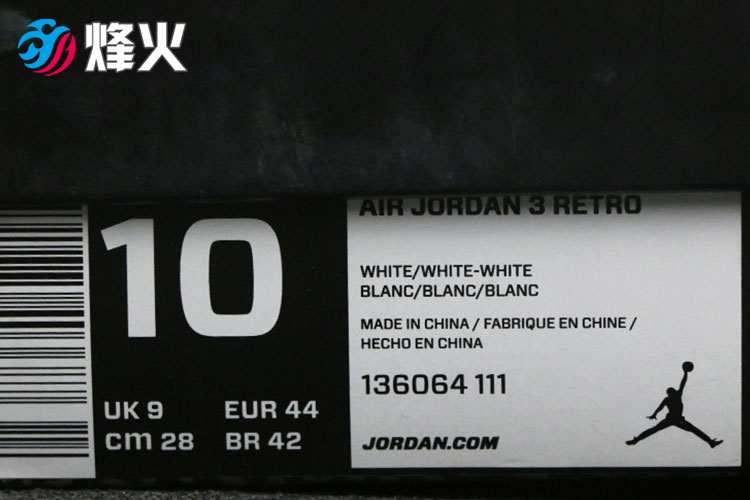 烽火
10
UK 9 EUR 44
cm 28 BR 42
AIR JORDAN 3 RETRO
WHITE/WHITE-WHITE
BLANC/BLANC/BLANC
MADE IN CHINA / FABRIQUE EN CHINE /
HECHO EN CHINA
136064 111
JORDAN.COM